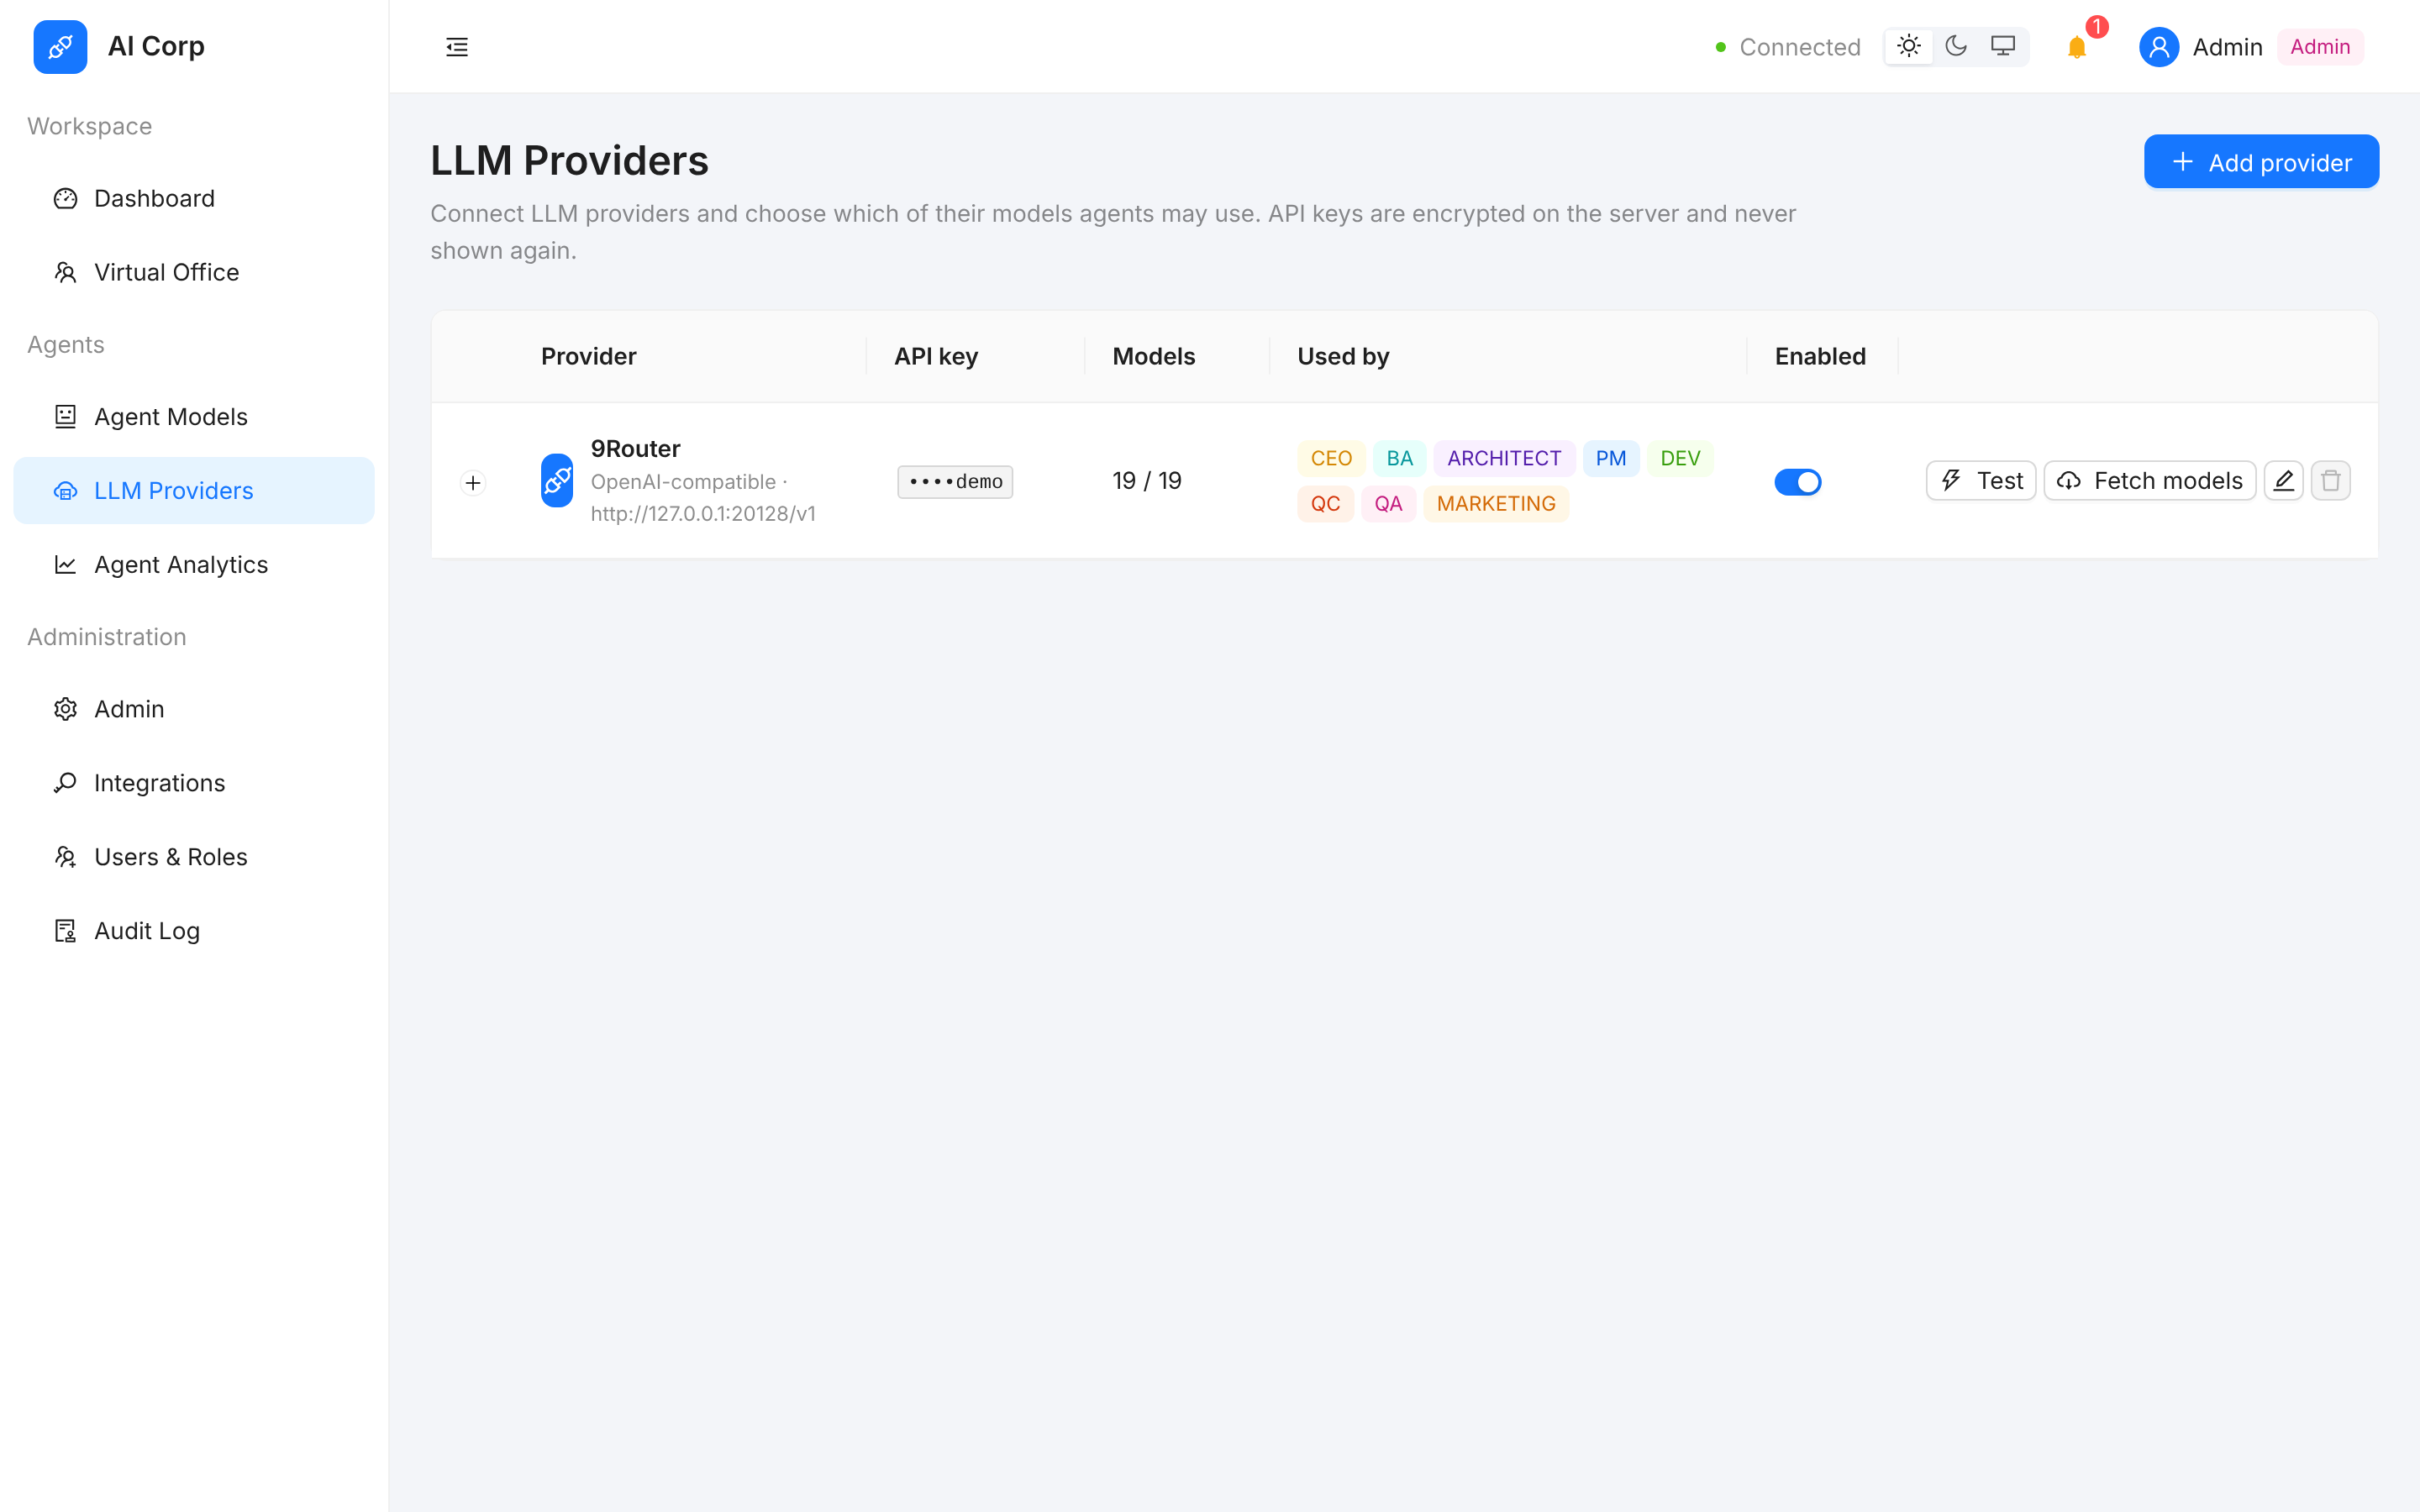 AI Corp
Connected
1
Admin
Admin
Workspace
Dashboard
Virtual Office
Agents
Agent Models
LLM Providers
Agent Analytics
Administration
Admin
Integrations
Users & Roles
Audit Log
LLM Providers
Add provider
Connect LLM providers and choose which of their models agents may use. API keys are encrypted on the server and never
shown again.
Provider
API key
Models
Used by
Enabled
9Router
OpenAI-compatible ·
http://127.0.0.1:20128/v1
••••demo
19 / 19
CEO BA ARCHITECT PM DEV
QC QA MARKETING
Test
Fetch models